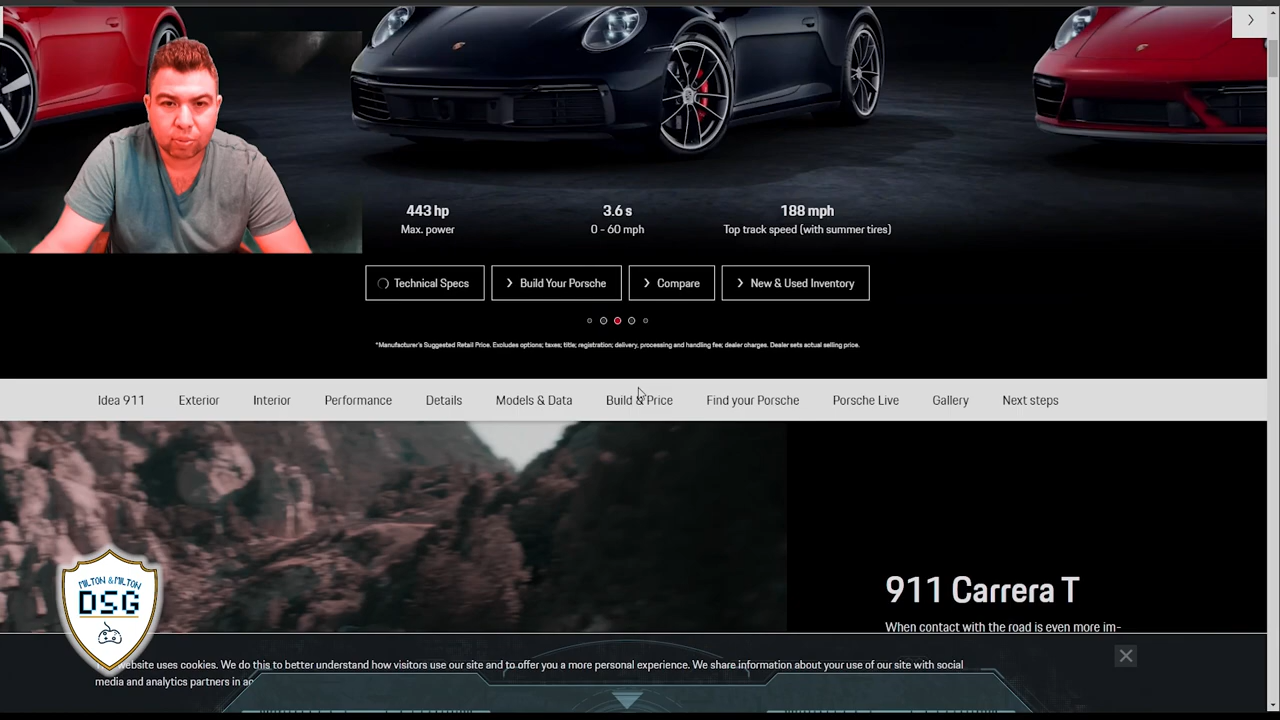 443 hp
Max. power
3.6 s
0 - 60 mph
188 mph
Top track speed (with summer tires)
Technical Specs
Build Your Porsche
Compare
New & Used Inventory
*Manufacturer's Suggested Retail Price. Excludes options; taxes; title; registration; delivery, processing and handling fee; dealer charges. Dealer sets actual selling price.
Idea 911
Exterior
Interior
Performance
Details
Models & Data
Build & Price
Find your Porsche
Porsche Live
Gallery
Next steps
MILTON & MILTON
DSG
911 Carrera T
When contact with the road is even more im-
website uses cookies. We do this to better understand how visitors use our site and to offer you a more personal experience. We share information about your use of our site with social
media and analytics partners in